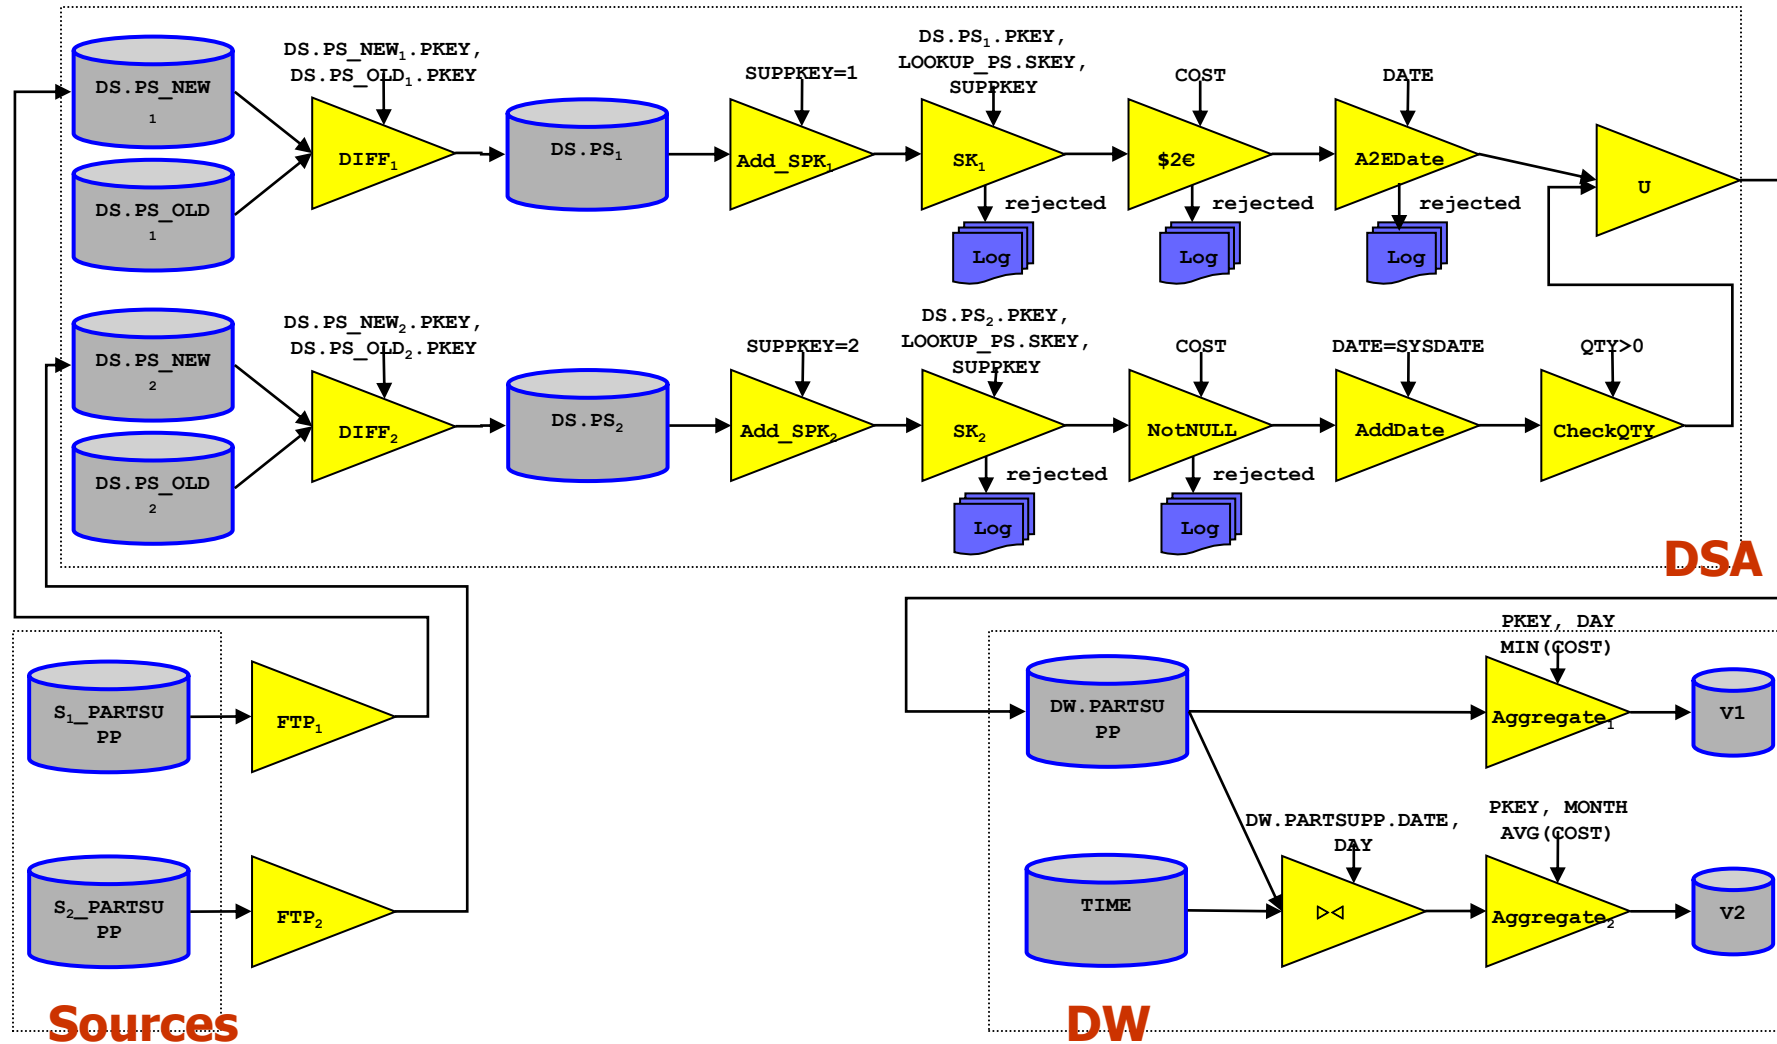 DS.PS_NEW
1
DS.PS_OLD
1
DS.PS_NEW₁.PKEY,
DS.PS_OLD₁.PKEY
DIFF₁
DS.PS₁
SUPPKEY=1
Add_SPK₁
DS.PS₁.PKEY,
LOOKUP_PS.SKEY,
SUPPKEY
SK₁
rejected
Log
COST
$2€
rejected
Log
DATE
A2EDate
rejected
Log
U
DS.PS_NEW
2
DS.PS_OLD
2
DS.PS_NEW₂.PKEY,
DS.PS_OLD₂.PKEY
DIFF₂
DS.PS₂
SUPPKEY=2
Add_SPK₂
DS.PS₂.PKEY,
LOOKUP_PS.SKEY,
SUPPKEY
SK₂
rejected
Log
COST
NotNULL
rejected
Log
DATE=SYSDATE
AddDate
QTY>0
CheckQTY
DSA
S₁_PARTSU
PP
FTP₁
S₂_PARTSU
PP
FTP₂
Sources
DW.PARTSU
PP
PKEY, DAY
MIN(COST)
Aggregate₁
V1
TIME
DW.PARTSUPP.DATE,
DAY
▷◁
PKEY, MONTH
AVG(COST)
Aggregate₂
V2
DW